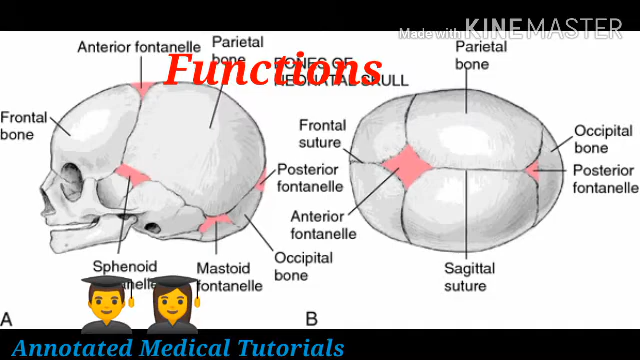 Made with KINEMASTER
Anterior fontanelle
Parietal
bone
BONES OF
NEONATAL SKULL
Functions
Parietal
bone
Frontal
bone
Frontal
suture
Occipital
bone
Posterior
fontanelle
Posterior
fontanelle
Anterior
fontanelle
Sphenoid
Mastoid
fontanelle
Occipital
bone
Sagittal
suture
A
B
Annotated Medical Tutorials